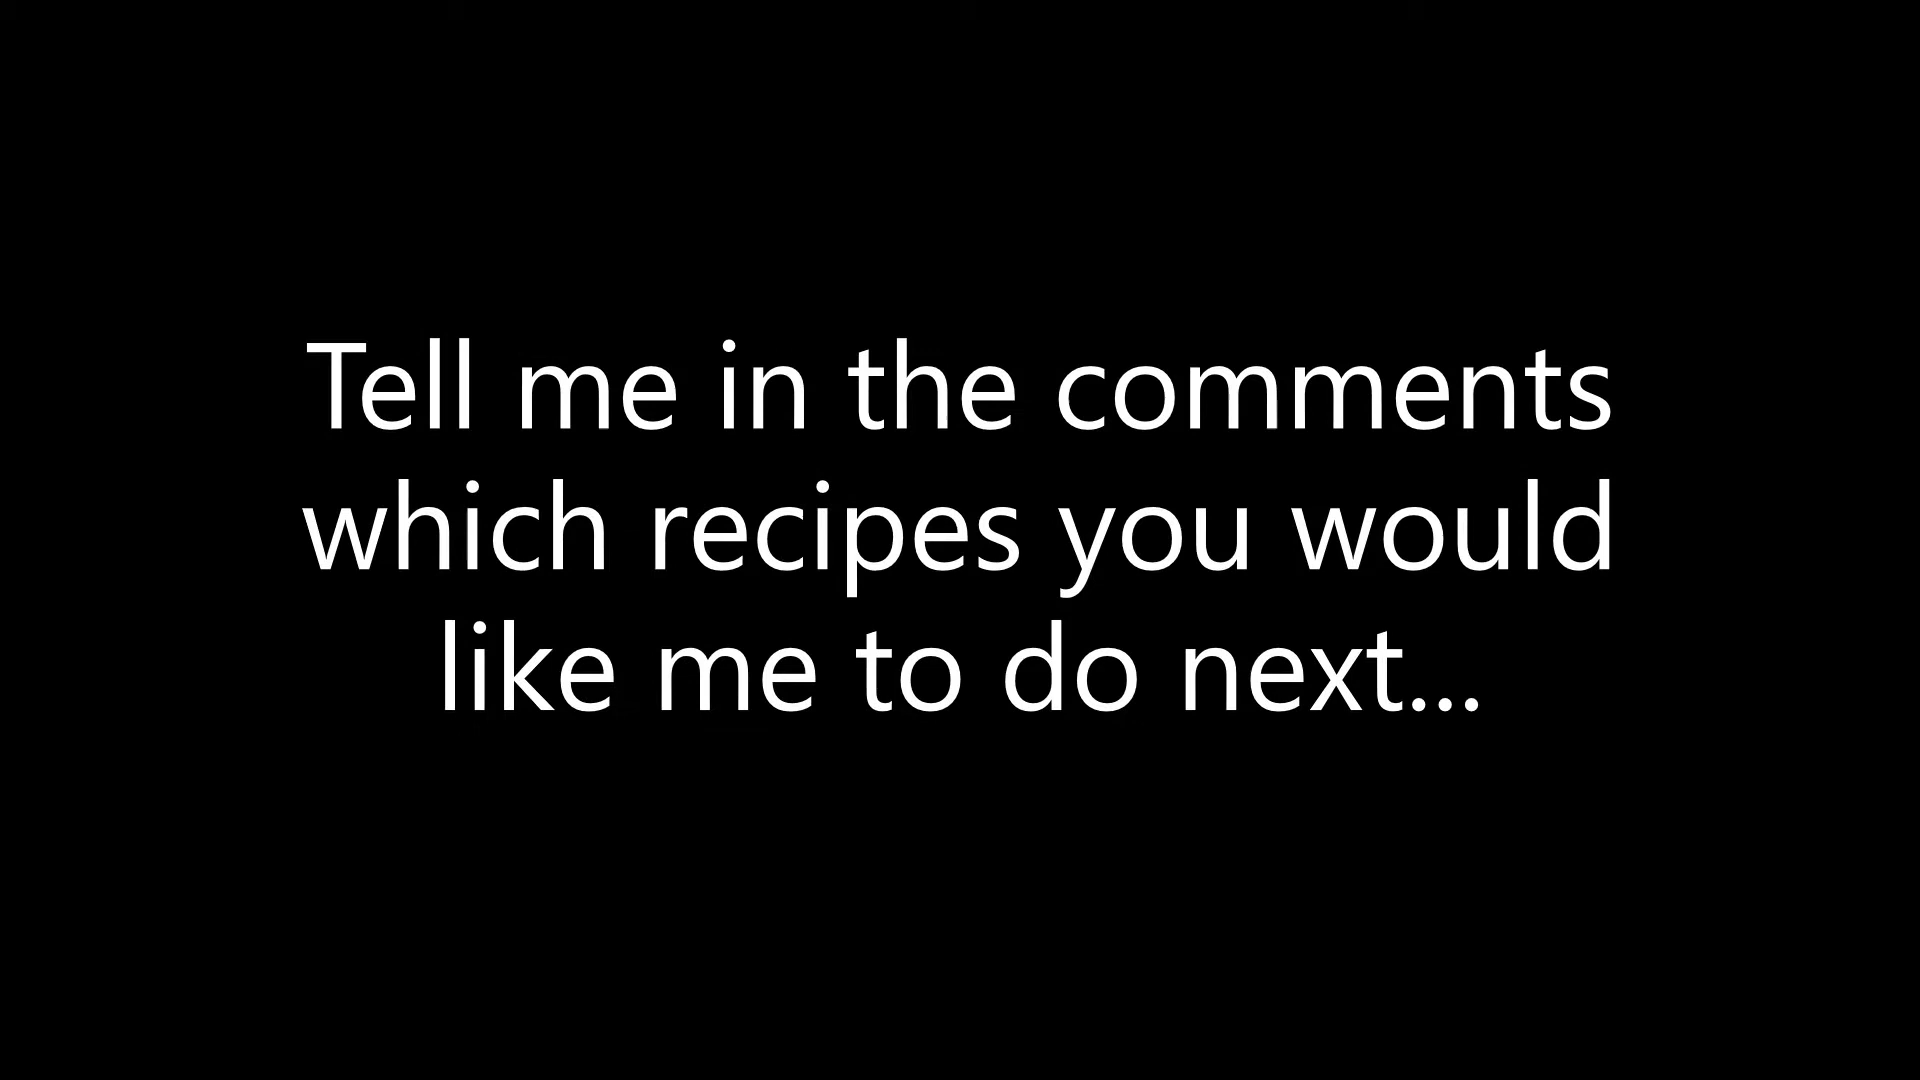 Tell me in the comments
which recipes you would
like me to do next...